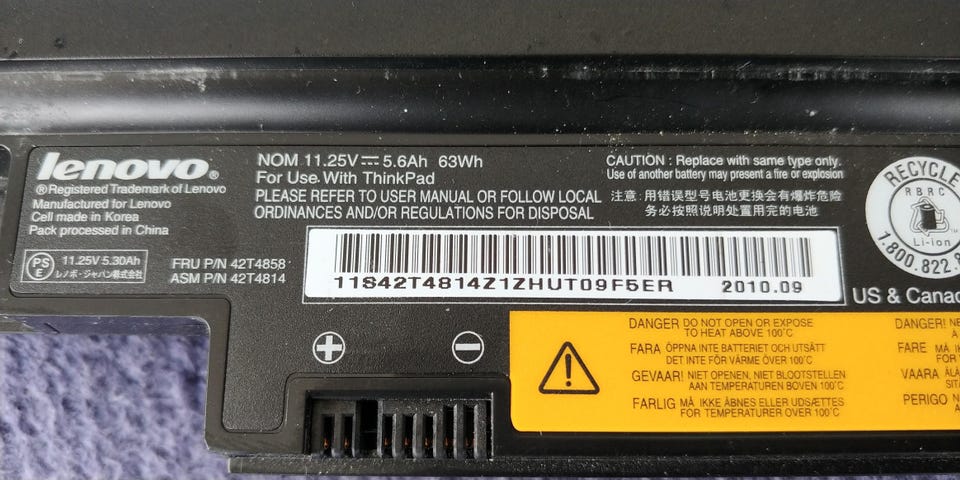 lenovo®
®Registered Trademark of Lenovo
Manufactured for Lenovo
Cell made in Korea
Pack processed in China
PS E
11.25V 5.30Ah
レノボ・ジャパン株式会社
NOM 11.25V 5.6Ah 63Wh
For Use With ThinkPad
PLEASE REFER TO USER MANUAL OR FOLLOW LOCAL
ORDINANCES AND/OR REGULATIONS FOR DISPOSAL
FRU P/N 42T4858
ASM P/N 42T4814
11S42T4814Z1ZHUT09F5ER
2010.09
CAUTION : Replace with same type only.
Use of another battery may present a fire or explosion
注意: 用错误型号电池更换会有爆炸危险
务必按照说明处置用完的电池
RECYCLE
RBRC
Li-ion
TM
1.800.822.8
US & Canad
+
-
DANGER DO NOT OPEN OR EXPOSE
TO HEAT ABOVE 100°C
FARA ÖPPNA INTE BATTERIET OCH UTSÄTT
DET INTE FÖR VÄRME ÖVER 100°C
GEVAAR! NIET OPENEN, NIET BLOOTSTELLEN
AAN TEMPERATUREN BOVEN 100°C
FARLIG MÅ IKKE ÅBNES ELLER UDSÆTTES
FOR TEMPERATURER OVER 100°C
DANGER! NE
À
FARE MÅ I
FOR
VAARA ÄLÄ
SIT
PERIGO N
A